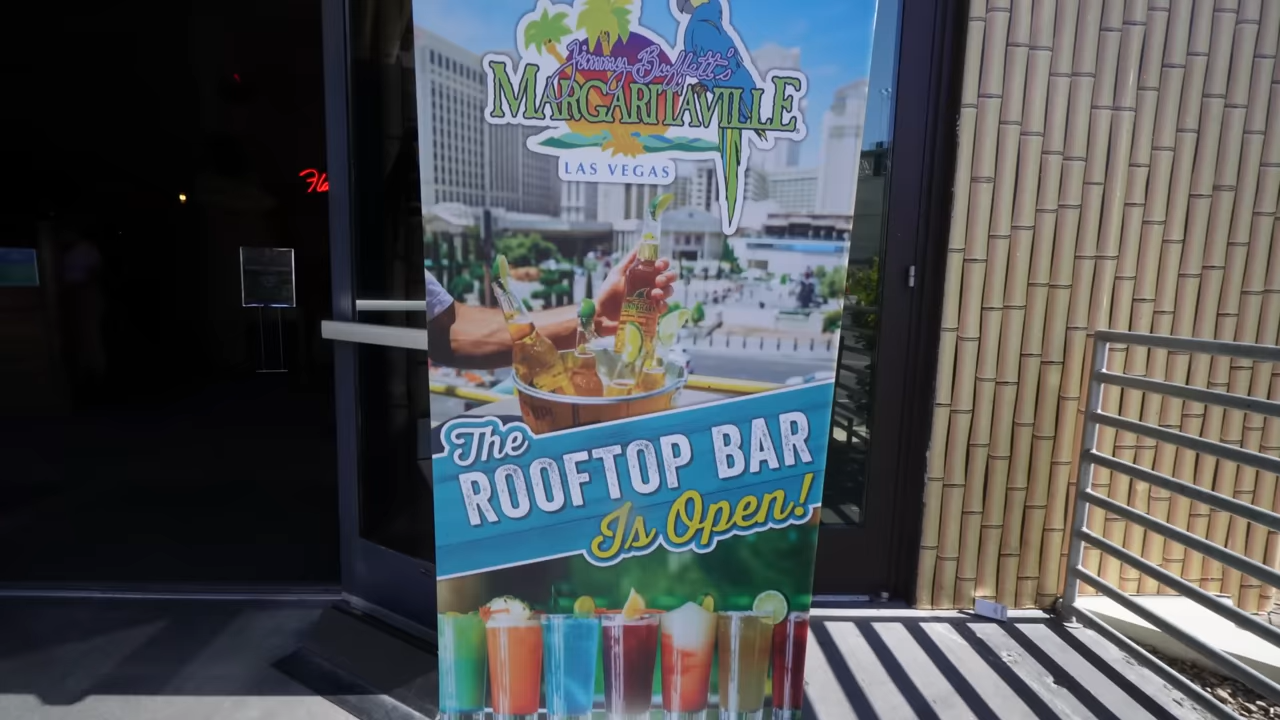 Jimmy Buffett's
MARGARITAVILLE
LAS VEGAS
The
ROOFTOP BAR
Is Open!